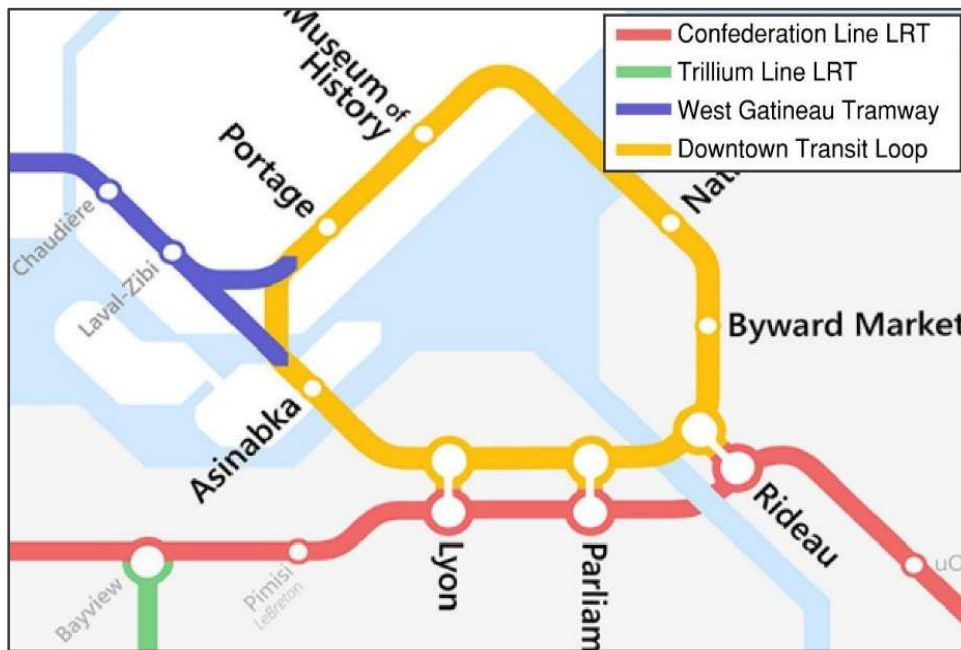 Museum of
History
Confederation Line LRT
Trillium Line LRT
West Gatineau Tramway
Downtown Transit Loop
Portage
Chaudière
Laval-Zibi
Byward Market
Asinabka
Lyon
Rideau
Bayview
Pimisi
LeBreton